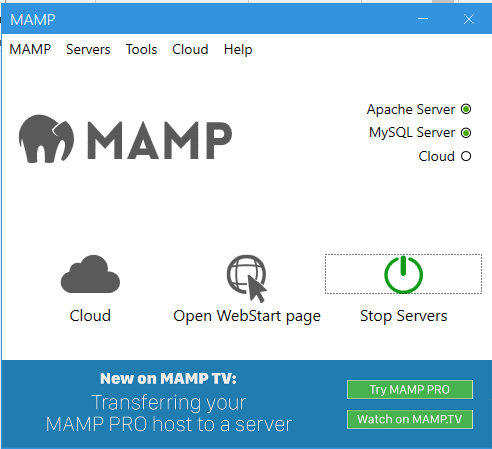 MAMP
MAMP Servers Tools Cloud Help
Apache Server
MySQL Server
Cloud
MAMP
Cloud
Open WebStart page
Stop Servers
New on MAMP TV:
Transferring your
MAMP PRO host to a server
Try MAMP PRO
Watch on MAMP.TV